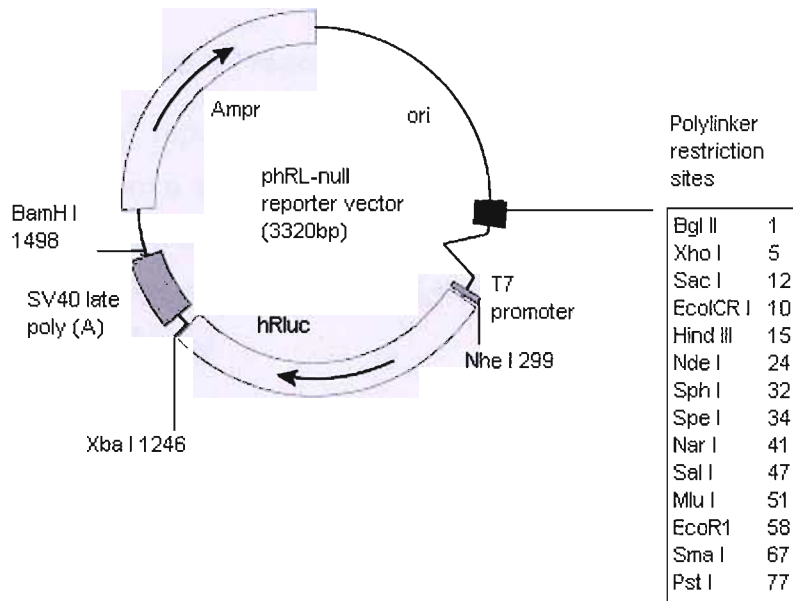 Ampr
ori
phRL-null
reporter vector
(3320bp)
BamH I
1498
SV40 late
poly (A)
hRluc
T7
promoter
Nhe I 299
Xba I 1246
Polylinker
restriction
sites
Bgl II 1
Xho I 5
Sac I 12
EcoICR I 10
Hind III 15
Nde I 24
Sph I 32
Spe I 34
Nar I 41
Sal I 47
Mlu I 51
EcoR1 58
Sma I 67
Pst I 77